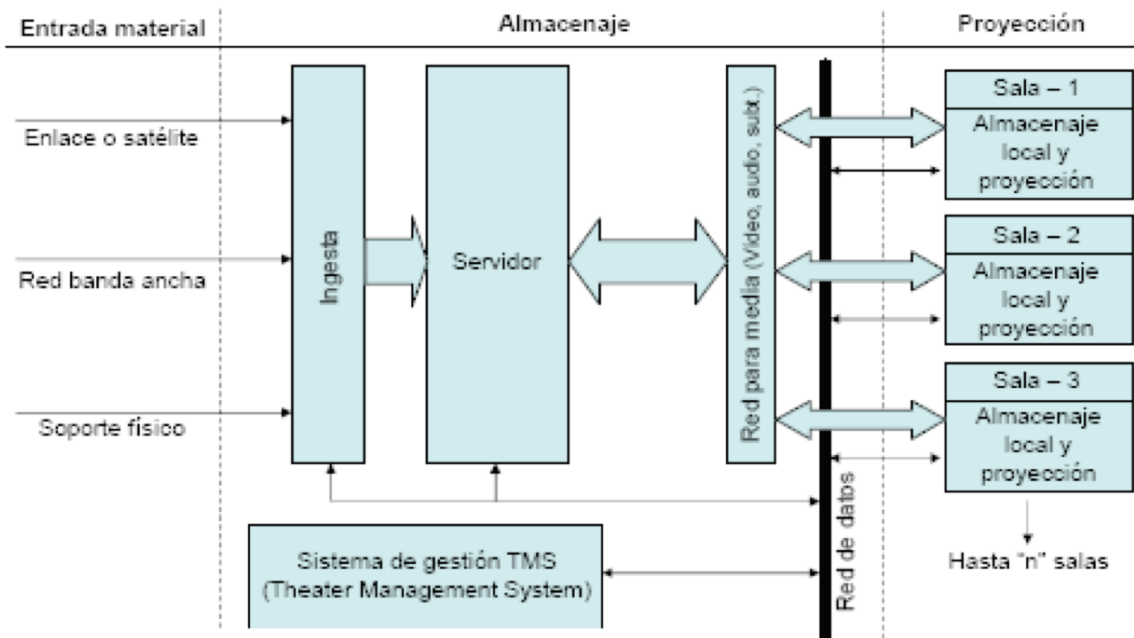 Entrada material
Almacenaje
Proyección
Enlace o satélite
Red banda ancha
Soporte físico
Ingesta
Servidor
Red para media (Vídeo, audio, subt.)
Sala – 1
Almacenaje
local y
proyección
Sala – 2
Almacenaje
local y
proyección
Sala – 3
Almacenaje
local y
proyección
Hasta "n" salas
Red de datos
Sistema de gestión TMS
(Theater Management System)